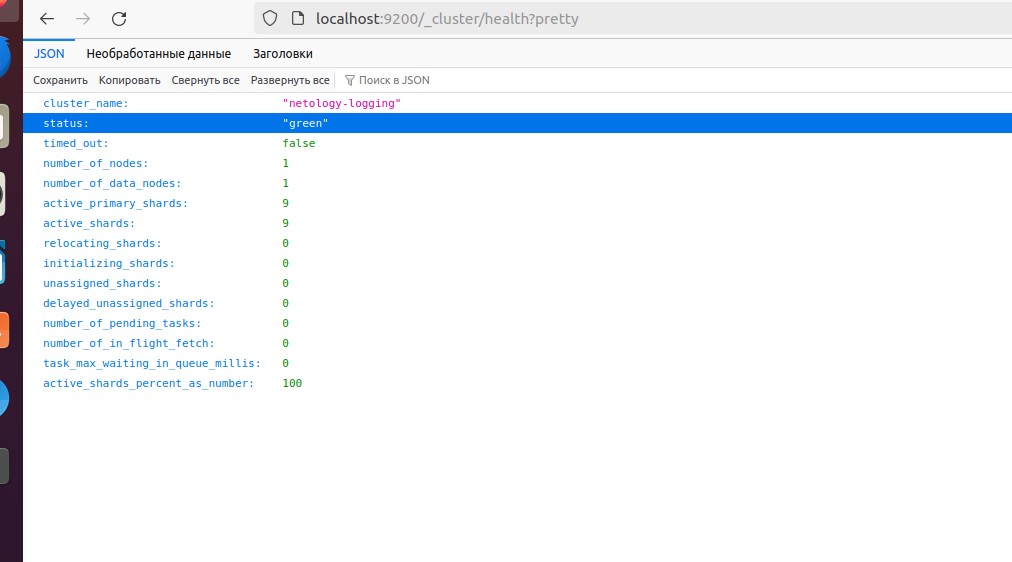 localhost:9200/_cluster/health?pretty
JSON Необработанные данные Заголовки
Сохранить Копировать Свернуть все Развернуть все Поиск в JSON
cluster_name: "netology-logging"
status: "green"
timed_out: false
number_of_nodes: 1
number_of_data_nodes: 1
active_primary_shards: 9
active_shards: 9
relocating_shards: 0
initializing_shards: 0
unassigned_shards: 0
delayed_unassigned_shards: 0
number_of_pending_tasks: 0
number_of_in_flight_fetch: 0
task_max_waiting_in_queue_millis: 0
active_shards_percent_as_number: 100